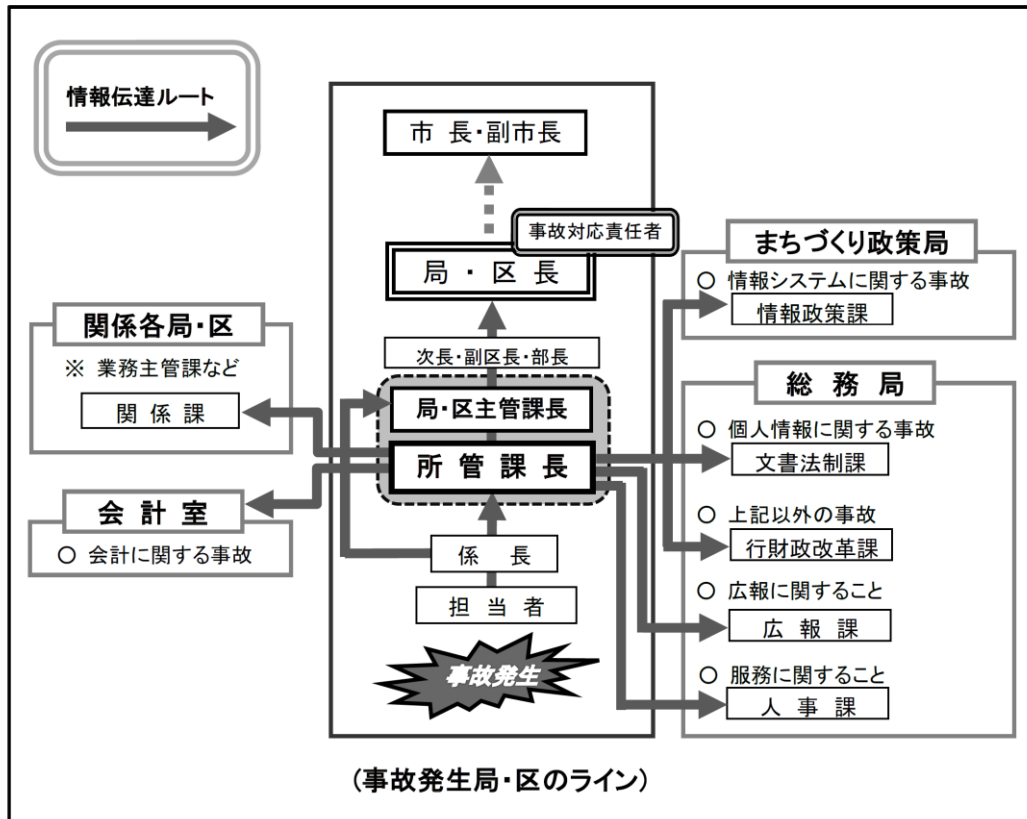 情報伝達ルート
市長・副市長
事故対応責任者
局・区長
次長・副区長・部長
局・区主管課長
所管課長
係長
担当者
事故発生
(事故発生局・区のライン)
関係各局・区
※ 業務主管課など
関係課
会計室
○ 会計に関する事故
まちづくり政策局
○ 情報システムに関する事故
情報政策課
総務局
○ 個人情報に関する事故
文書法制課
○ 上記以外の事故
行財政改革課
○ 広報に関すること
広報課
○ 服務に関すること
人事課